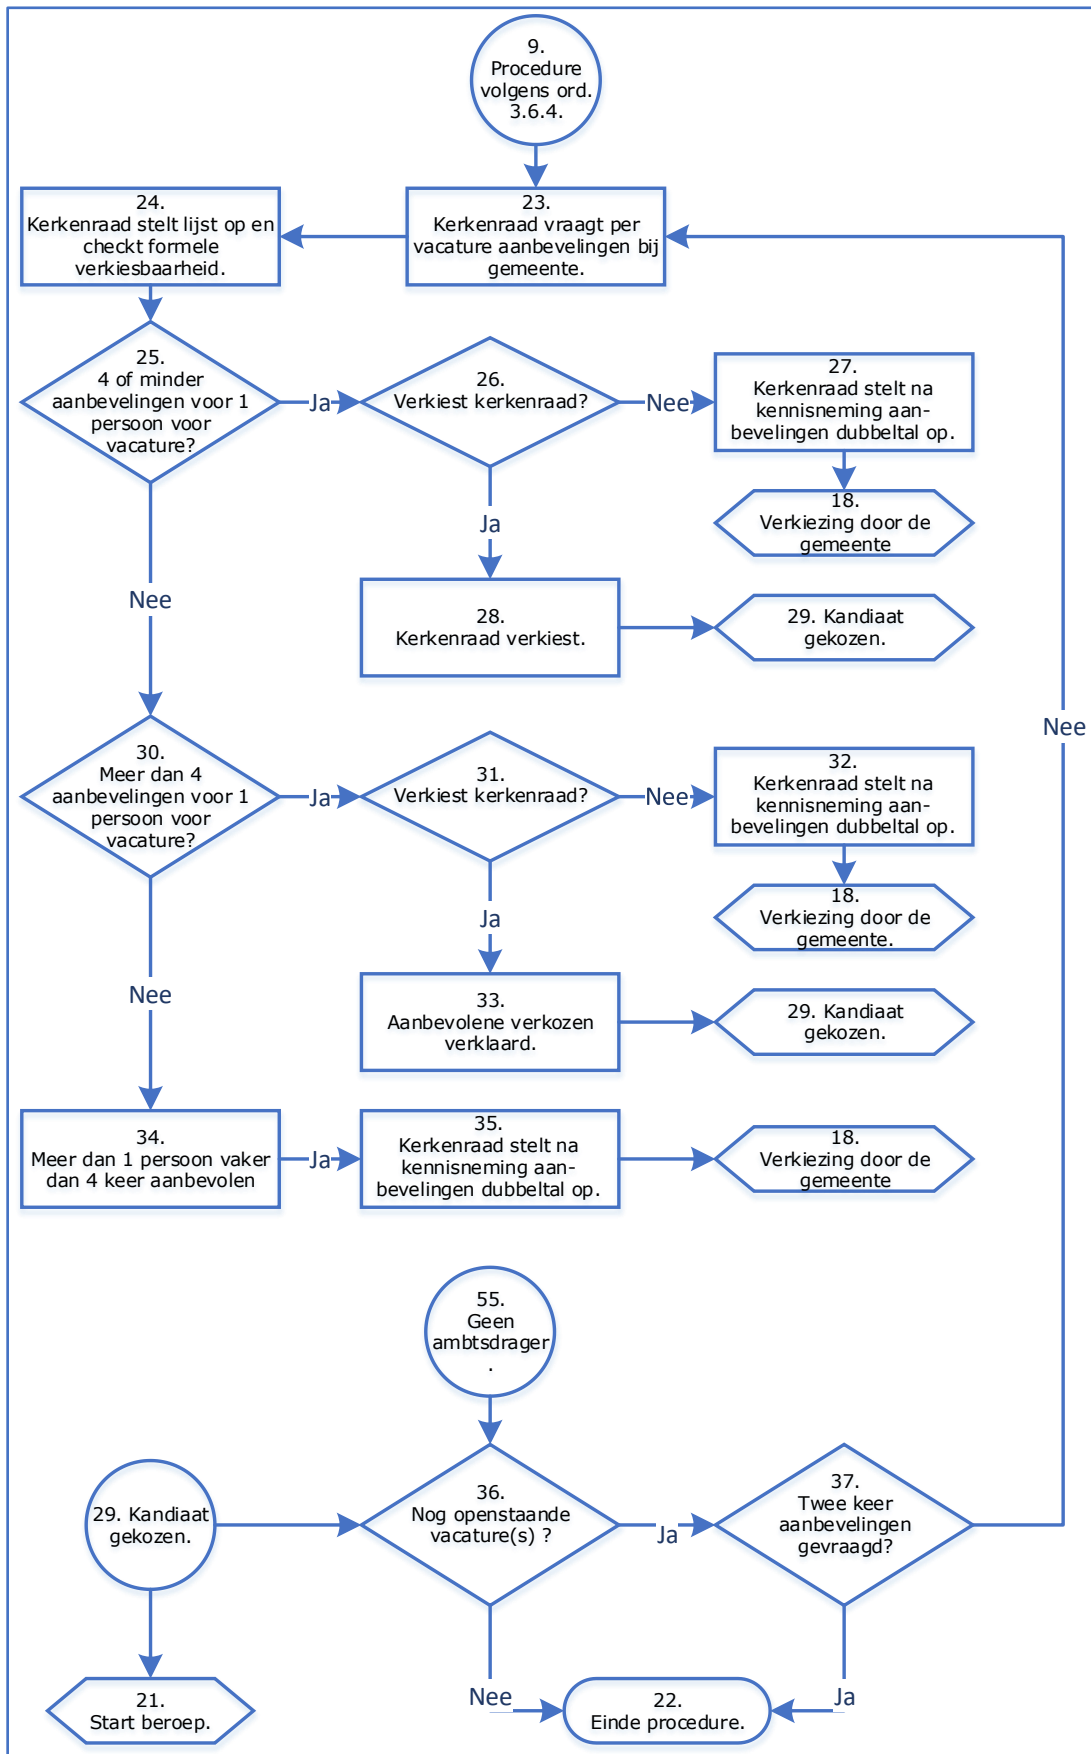 9.
Procedure
volgens ord.
3.6.4.
24.
Kerkenraad stelt lijst op en
checkt formele
verkiesbaarheid.
23.
Kerkenraad vraagt per
vacature aanbevelingen bij
gemeente.
25.
4 of minder
aanbevelingen voor 1
persoon voor
vacature?
Ja
26.
Verkiest kerkenraad?
Nee
27.
Kerkenraad stelt na
kennisneming aan-
bevelingen dubbeltal op.
18.
Verkiezing door de
gemeente
Ja
Nee
28.
Kerkenraad verkiest.
29. Kandiaat
gekozen.
Nee
30.
Meer dan 4
aanbevelingen voor 1
persoon voor
vacature?
Ja
31.
Verkiest kerkenraad?
Nee
32.
Kerkenraad stelt na
kennisneming aan-
bevelingen dubbeltal op.
18.
Verkiezing door de
gemeente.
Ja
Nee
33.
Aanbevolene verkozen
verklaard.
29. Kandiaat
gekozen.
34.
Meer dan 1 persoon vaker
dan 4 keer aanbevolen
Ja
35.
Kerkenraad stelt na
kennisneming aan-
bevelingen dubbeltal op.
18.
Verkiezing door de
gemeente
55.
Geen
ambtsdrager
.
29. Kandiaat
gekozen.
36.
Nog openstaande
vacature(s) ?
Ja
37.
Twee keer
aanbevelingen
gevraagd?
21.
Start beroep.
Nee
22.
Einde procedure.
Ja